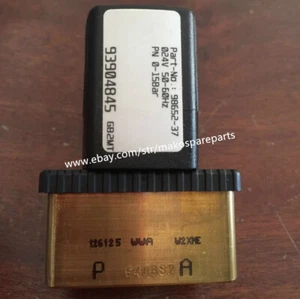 Part-No.: 98652-37
024V 50-60Hz
PN 0-15Bar
93904845
GB2WT
www.ebay.com/str/makospareparts
126125 WWA W2XME
P A